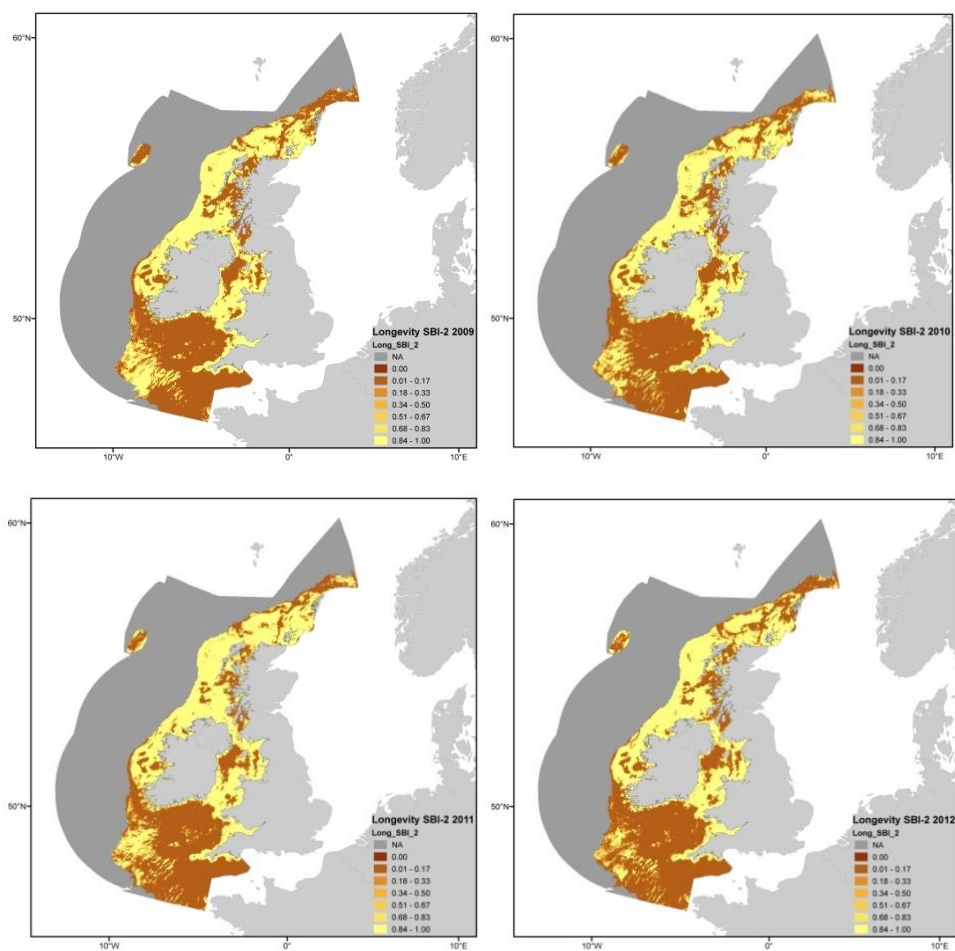 60°N
50°N
Longevity SBI-2 2009
Long_SBI_2
NA
0.00
0.01 - 0.17
0.18 - 0.33
0.34 - 0.50
0.51 - 0.67
0.68 - 0.83
0.84 - 1.00
10°W
0°
10°E
60°N
50°N
Longevity SBI-2 2010
Long_SBI_2
NA
0.00
0.01 - 0.17
0.18 - 0.33
0.34 - 0.50
0.51 - 0.67
0.68 - 0.83
0.84 - 1.00
10°W
0°
10°E
60°N
50°N
Longevity SBI-2 2011
Long_SBI_2
NA
0.00
0.01 - 0.17
0.18 - 0.33
0.34 - 0.50
0.51 - 0.67
0.68 - 0.83
0.84 - 1.00
10°W
0°
10°E
60°N
50°N
Longevity SBI-2 2012
Long_SBI_2
NA
0.00
0.01 - 0.17
0.18 - 0.33
0.34 - 0.50
0.51 - 0.67
0.68 - 0.83
0.84 - 1.00
10°W
0°
10°E